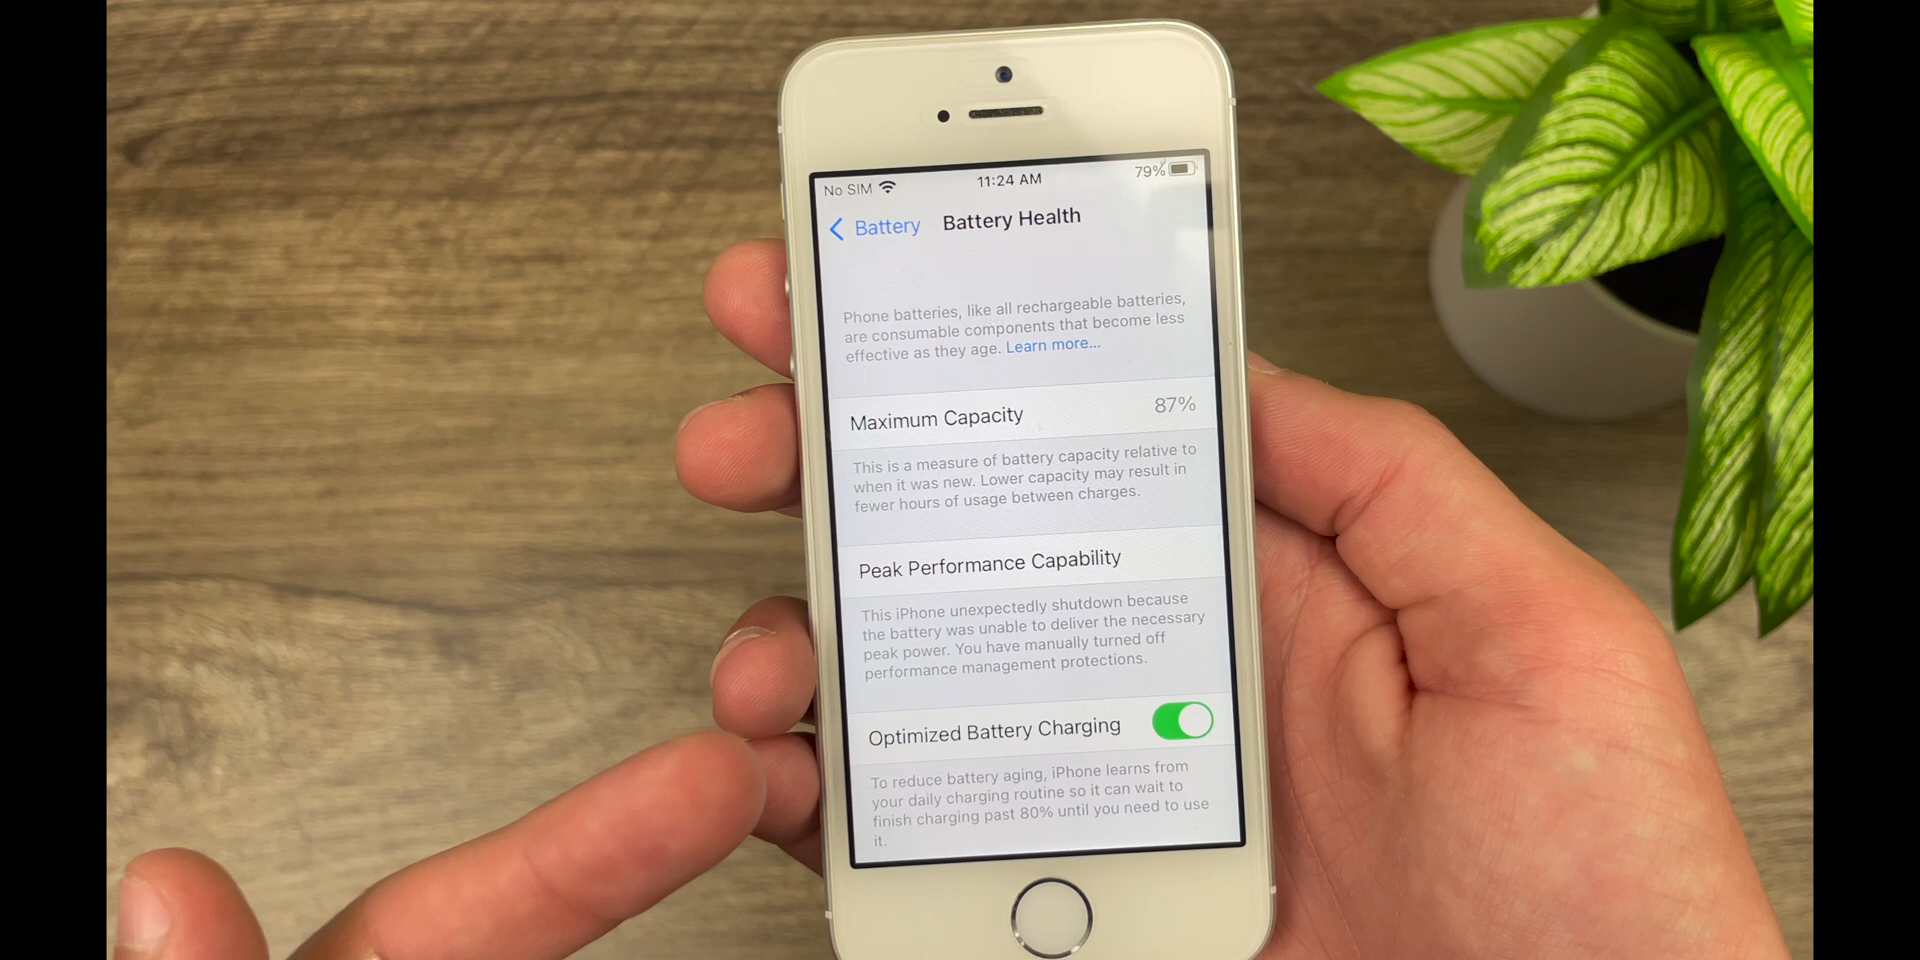 No SIM 11:24 AM 79%
Battery Battery Health
Phone batteries, like all rechargeable batteries,
are consumable components that become less
effective as they age. Learn more...
Maximum Capacity 87%
This is a measure of battery capacity relative to
when it was new. Lower capacity may result in
fewer hours of usage between charges.
Peak Performance Capability
This iPhone unexpectedly shutdown because
the battery was unable to deliver the necessary
peak power. You have manually turned off
performance management protections.
Optimized Battery Charging
To reduce battery aging, iPhone learns from
your daily charging routine so it can wait to
finish charging past 80% until you need to use
it.